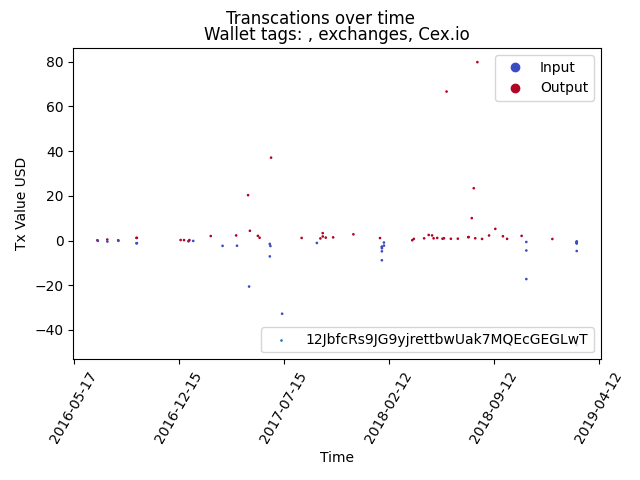 Transcations over time
Wallet tags: , exchanges, Cex.io
Input
Output
Tx Value USD
80
60
40
20
0
−20
−40
12JbfcRs9JG9yjrettbwUak7MQEcGEGLwT
2016-05-17
2016-12-15
2017-07-15
2018-02-12
2018-09-12
2019-04-12
Time